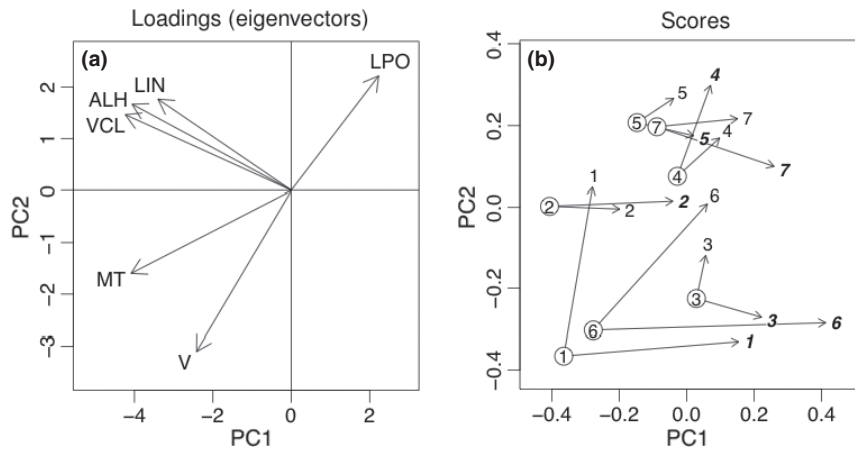 Loadings (eigenvectors)
(a)
LPO
LIN
ALH
VCL
MT
V
2
1
0
−1
−2
−3
PC2
−4
−2
0
2
PC1
Scores
(b)
4
5
5
7
7
5
4
4
7
1
2
2
2
6
3
3
3
6
6
1
1
0.4
0.2
0.0
−0.2
−0.4
PC2
−0.4
−0.2
0.0
0.2
0.4
PC1